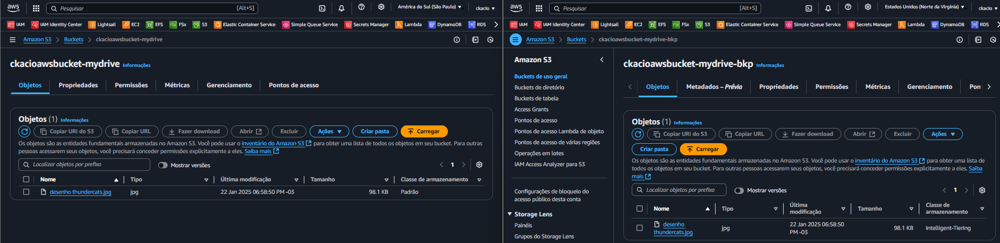 aws Pesquisar [Alt+S] América do Sul (São Paulo) ckacio
IAM IAM Identity Center Lightsail EC2 EFS FSx S3 Elastic Container Service Simple Queue Service Secrets Manager Lambda DynamoDB RDS
Amazon S3 Buckets ckacioawsbucket-mydrive
ckacioawsbucket-mydrive Informações
Objetos Propriedades Permissões Métricas Gerenciamento Pontos de acesso
Objetos (1) Informações
Copiar URI do S3 Copiar URL Fazer download Abrir Excluir Ações Criar pasta Carregar
Os objetos são as entidades fundamentais armazenadas no Amazon S3. Você pode usar o inventário do Amazon S3 para obter uma lista de todos os objetos em seu bucket. Para outras
pessoas acessarem seus objetos, você precisará conceder permissões explicitamente a eles. Saiba mais
Localizar objetos por prefixo Mostrar versões 1
Nome Tipo Última modificação Tamanho Classe de armazenamento
desenho thundercats.jpg jpg 22 Jan 2025 06:58:50 PM -03 98.1 KB Padrão
aws Pesquisar [Alt+S] Estados Unidos (Norte da Virgínia) ckacio
IAM IAM Identity Center Lightsail EC2 EFS FSx S3 Elastic Container Service Simple Queue Service Secrets Manager Lambda DynamoDB RDS
Amazon S3 Buckets ckacioawsbucket-mydrive-bkp
Amazon S3
Buckets de uso geral
Buckets de diretório
Buckets de tabela
Access Grants
Pontos de acesso
Pontos de acesso Lambda de objeto
Pontos de acesso de várias regiões
Operações em lotes
IAM Access Analyzer para S3
Configurações de bloqueio do
acesso público desta conta
Storage Lens
Painéis
Grupos do Storage Lens
ckacioawsbucket-mydrive-bkp Informações
Objetos Metadados – Prévia Propriedades Permissões Métricas Gerenciamento Pon
Objetos (1) Informações
Copiar URI do S3 Copiar URL Fazer download Abrir Excluir Ações
Criar pasta Carregar
Os objetos são as entidades fundamentais armazenadas no Amazon S3. Você pode usar o inventário do Amazon S3 para obter uma lista de
todos os objetos em seu bucket. Para outras pessoas acessarem seus objetos, você precisará conceder permissões explicitamente a eles. Saiba
mais
Localizar objetos por prefixo Mostrar versões 1
Nome Tipo Última Tamanho Classe de
modificação armazenamento
desenho jpg 22 Jan 2025 06:58:50 98.1 KB Intelligent-Tiering
thundercats.jpg PM -03